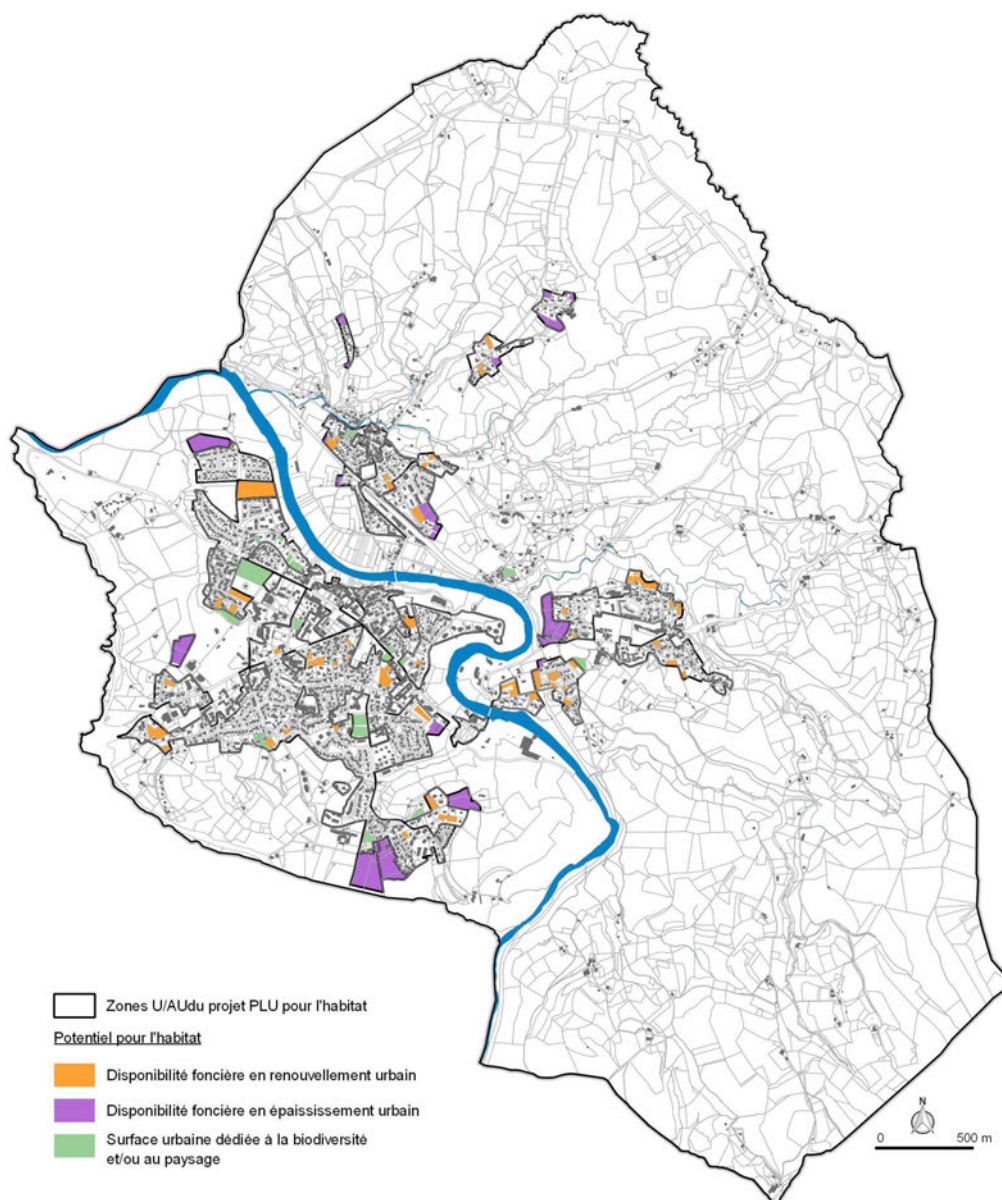 Zones U/AUdu projet PLU pour l'habitat
Potentiel pour l'habitat
Disponibilité foncière en renouvellement urbain
Disponibilité foncière en épaississement urbain
Surface urbaine dédiée à la biodiversité
et/ou au paysage
N
0 500 m